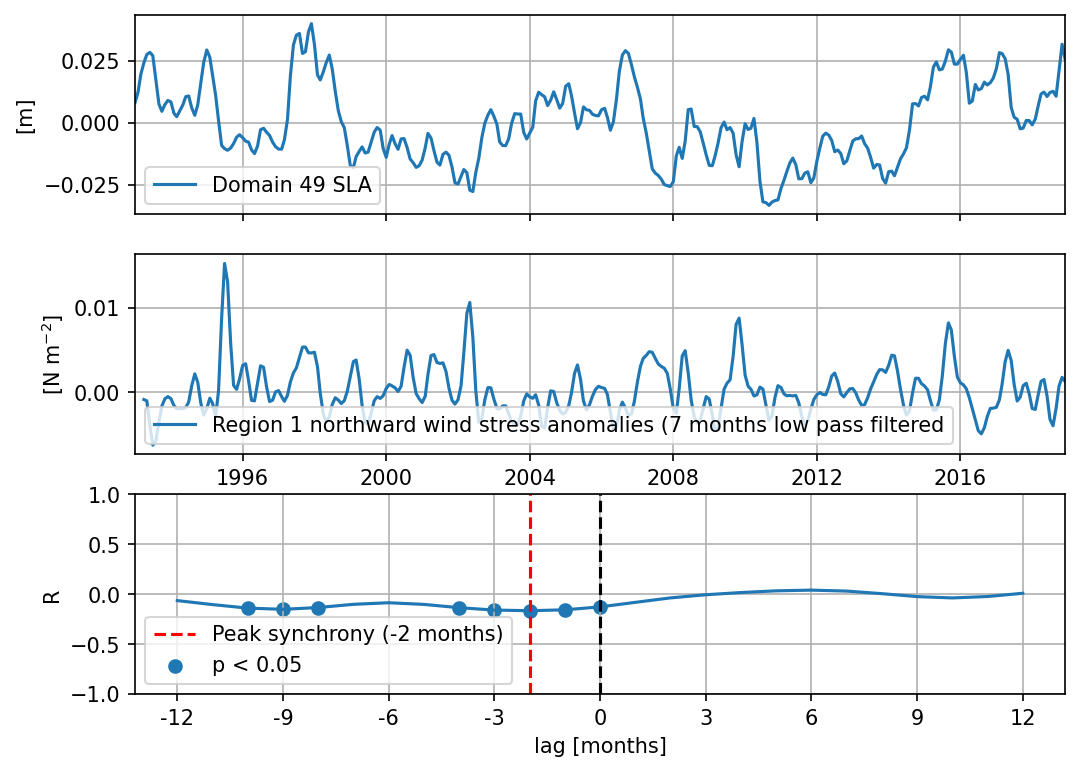 0.025
0.000
−0.025
[m]
Domain 49 SLA
0.01
0.00
[N m⁻²]
Region 1 northward wind stress anomalies (7 months low pass filtered
1996 2000 2004 2008 2012 2016
1.0
0.5
0.0
−0.5
−1.0
R
Peak synchrony (-2 months)
p < 0.05
-12 -9 -6 -3 0 3 6 9 12
lag [months]